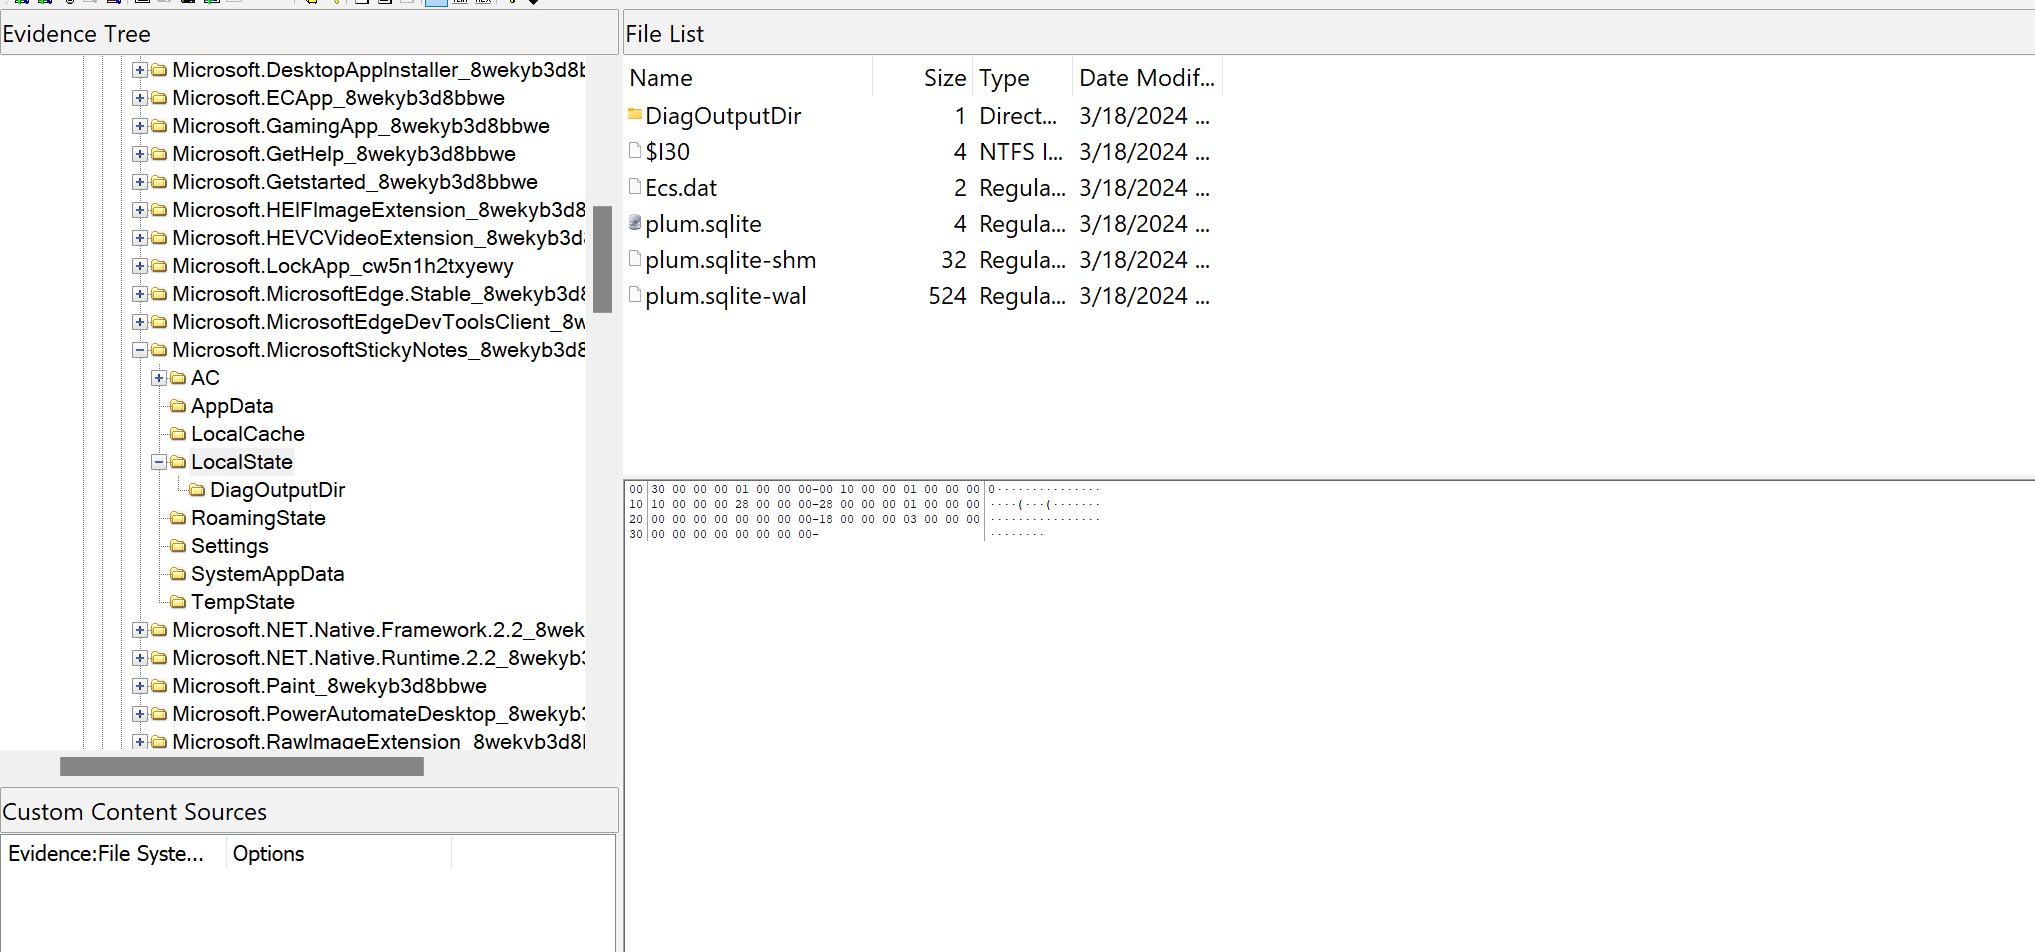 Evidence Tree
Microsoft.DesktopAppInstaller_8wekyb3d8b
Microsoft.ECApp_8wekyb3d8bbwe
Microsoft.GamingApp_8wekyb3d8bbwe
Microsoft.GetHelp_8wekyb3d8bbwe
Microsoft.Getstarted_8wekyb3d8bbwe
Microsoft.HEIFImageExtension_8wekyb3d8
Microsoft.HEVCVideoExtension_8wekyb3d
Microsoft.LockApp_cw5n1h2txyewy
Microsoft.MicrosoftEdge.Stable_8wekyb3d8
Microsoft.MicrosoftEdgeDevToolsClient_8w
Microsoft.MicrosoftStickyNotes_8wekyb3d8
AC
AppData
LocalCache
LocalState
DiagOutputDir
RoamingState
Settings
SystemAppData
TempState
Microsoft.NET.Native.Framework.2.2_8wek
Microsoft.NET.Native.Runtime.2.2_8wekyb3
Microsoft.Paint_8wekyb3d8bbwe
Microsoft.PowerAutomateDesktop_8wekyb3
Microsoft.RawImageExtension_8wekyb3d8
Custom Content Sources
Evidence:File Syste... Options
File List
Name Size Type Date Modif...
DiagOutputDir 1 Direct... 3/18/2024 ...
$I30 4 NTFS I... 3/18/2024 ...
Ecs.dat 2 Regula... 3/18/2024 ...
plum.sqlite 4 Regula... 3/18/2024 ...
plum.sqlite-shm 32 Regula... 3/18/2024 ...
plum.sqlite-wal 524 Regula... 3/18/2024 ...
00 30 00 00 00 01 00 00 00-00 10 00 00 01 00 00 00 0···············
10 10 00 00 00 28 00 00 00-28 00 00 00 01 00 00 00 ····(···(·······
20 00 00 00 00 00 00 00 00-18 00 00 00 03 00 00 00 ················
30 00 00 00 00 00 00 00 00- ········